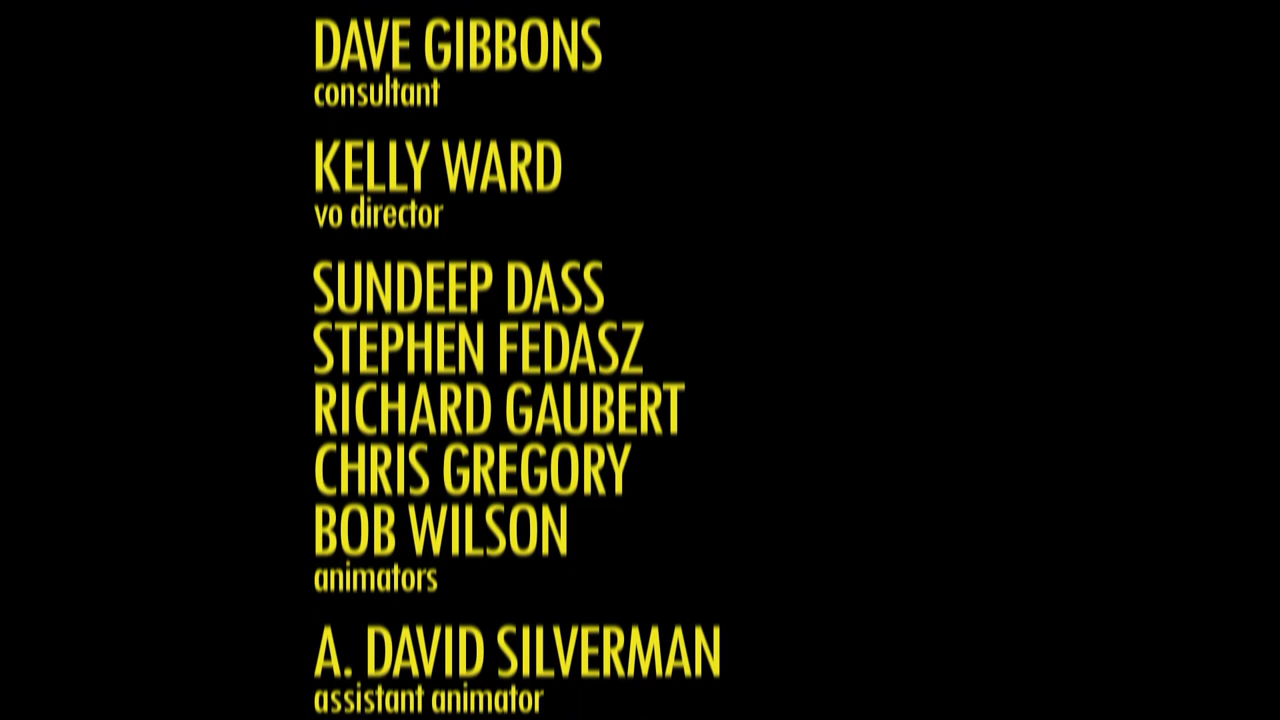 DAVE GIBBONS
consultant
KELLY WARD
vo director
SUNDEEP DASS
STEPHEN FEDASZ
RICHARD GAUBERT
CHRIS GREGORY
BOB WILSON
animators
A. DAVID SILVERMAN
assistant animator